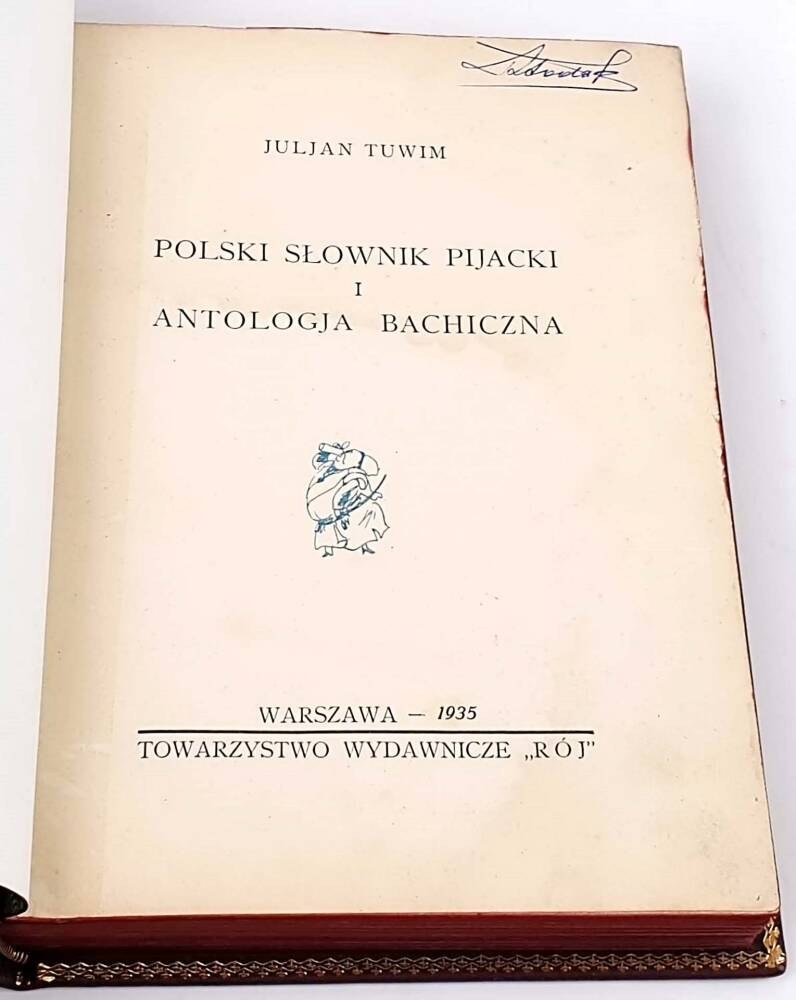 JULJAN TUWIM
POLSKI SŁOWNIK PIJACKI
I
ANTOLOGJA BACHICZNA
WARSZAWA — 1935
TOWARZYSTWO WYDAWNICZE „RÓJ”